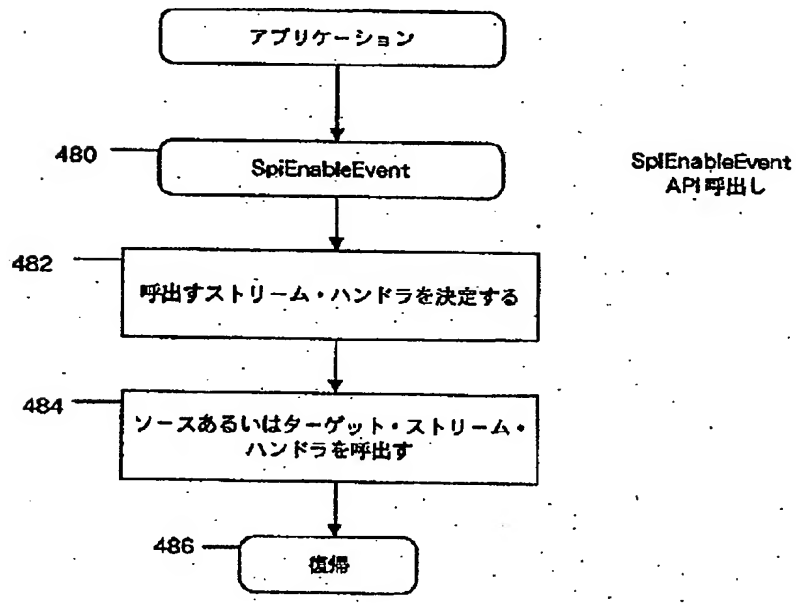 アプリケーション
480
SpiEnableEvent
SpiEnableEvent
API 呼出し
482
呼出すストリーム・ハンドラを決定する
484
ソースあるいはターゲット・ストリーム・
ハンドラを呼出す
486
復帰